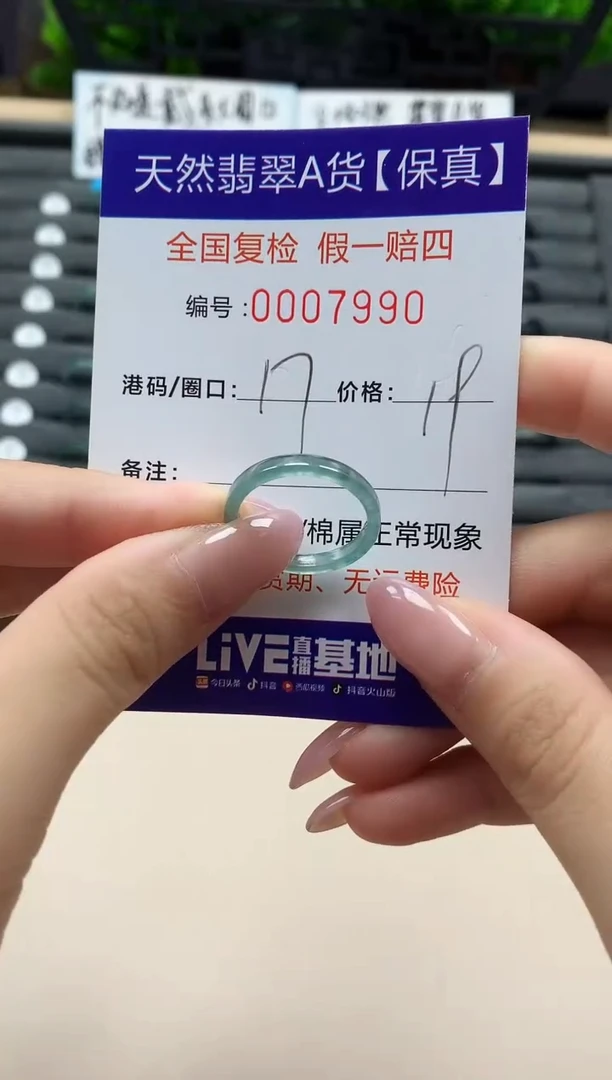 天然翡翠A货【保真】
全国复检 假一赔四
编号:0007990
港码/圈口: 17 价格: 19
备注:
/棉属正常现象
货期、无运费险
LiVE直播基地
今日头条 抖音 西瓜视频 抖音火山版